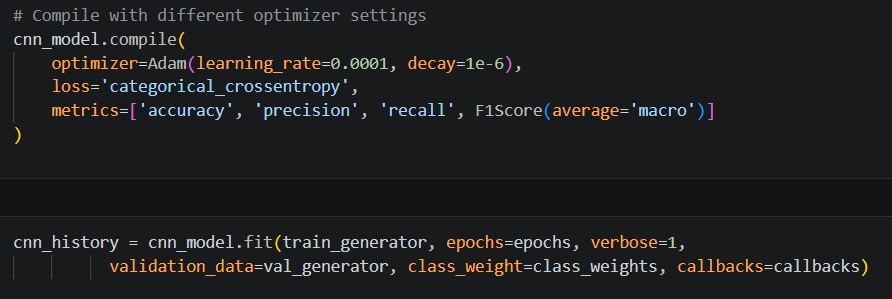 # Compile with different optimizer settings
cnn_model.compile(
    optimizer=Adam(learning_rate=0.0001, decay=1e-6),
    loss='categorical_crossentropy',
    metrics=['accuracy', 'precision', 'recall', F1Score(average='macro')]
)
cnn_history = cnn_model.fit(train_generator, epochs=epochs, verbose=1,
         validation_data=val_generator, class_weight=class_weights, callbacks=callbacks)